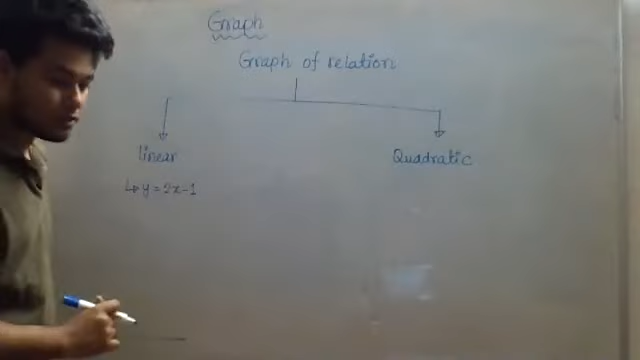 Graph
Graph of relation
linear
Quadratic
↳ y = 2x-1